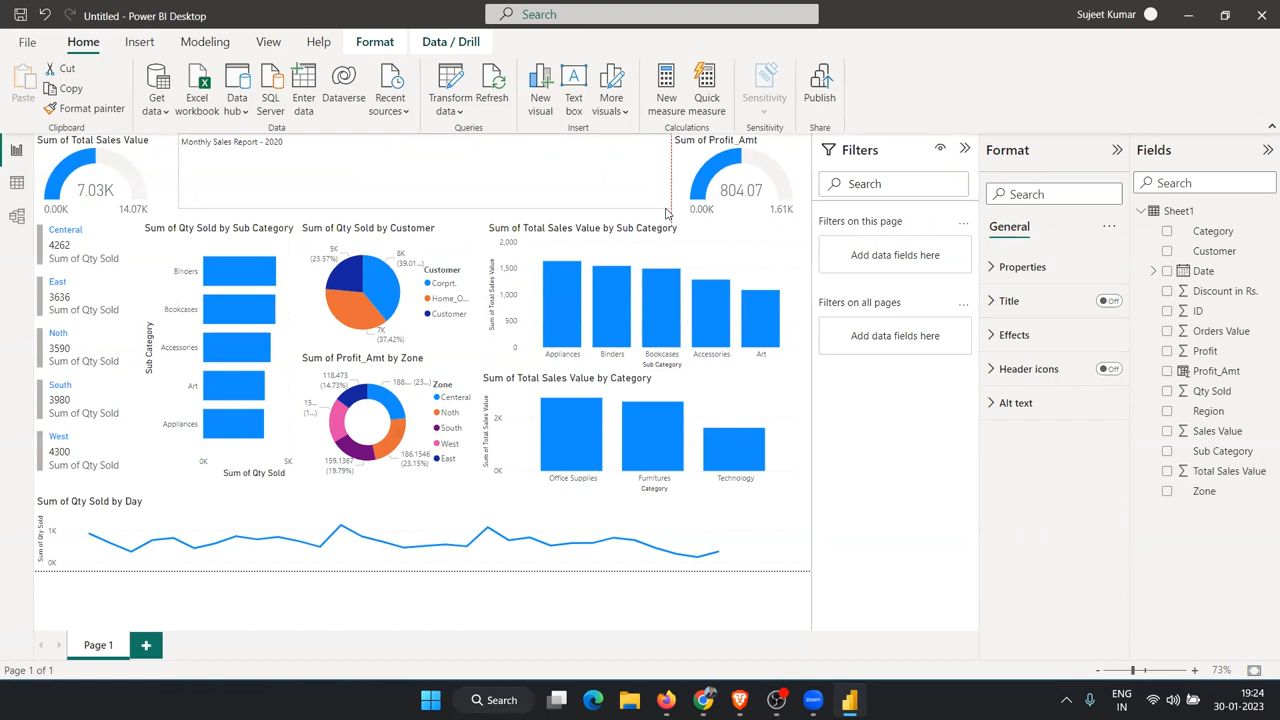 Untitled - Power BI Desktop
Search
Sujeet Kumar
File
Home
Insert
Modeling
View
Help
Format
Data / Drill
Paste
Cut
Copy
Format painter
Clipboard
Get data
Excel workbook
Data hub
SQL Server
Enter data
Dataverse
Recent sources
Data
Transform data
Refresh
Queries
New visual
Text box
More visuals
Insert
New measure
Quick measure
Calculations
Sensitivity
Sensitivity
Publish
Share
Sum of Total Sales Value
7.03K
0.00K
14.07K
Monthly Sales Report - 2020
Sum of Profit_Amt
804.07
0.00K
1.61K
Centeral
4262
Sum of Qty Sold
East
3636
Sum of Qty Sold
Noth
3590
Sum of Qty Sold
South
3980
Sum of Qty Sold
West
4300
Sum of Qty Sold
Sum of Qty Sold by Sub Category
Sub Category
Binders
Bookcases
Accessories
Art
Appliances
0K
5K
Sum of Qty Sold
Sum of Qty Sold by Customer
5K
(23.57%)
8K
(39.01...)
7K
(37.42%)
Customer
Corprt.
Home_O...
Customer
Sum of Profit_Amt by Zone
118.473
(14.73%)
188.... (23...)
15...
(1...)
159.1367
(19.79%)
186.1546
(23.15%)
Zone
Centeral
Noth
South
West
East
Sum of Total Sales Value by Sub Category
Sum of Total Sales Value
2,000
1,500
1,000
500
0
Appliances
Binders
Bookcases
Accessories
Art
Sub Category
Sum of Total Sales Value by Category
Sum of Total Sales Value
2K
0K
Office Supplies
Furnitures
Technology
Category
Sum of Qty Sold by Day
Sum of Qty Sold
1K
0K
Filters
Search
Filters on this page
...
Add data fields here
Filters on all pages
...
Add data fields here
Format
Search
General
...
Properties
Title
Off
Effects
Header icons
Off
Alt text
Fields
Search
Sheet1
Category
Customer
Date
Discount in Rs.
ID
Orders Value
Profit
Profit_Amt
Qty Sold
Region
Sales Value
Sub Category
Total Sales Value
Zone
Page 1
Page 1 of 1
73%
Search
ENG
IN
19:24
30-01-2023